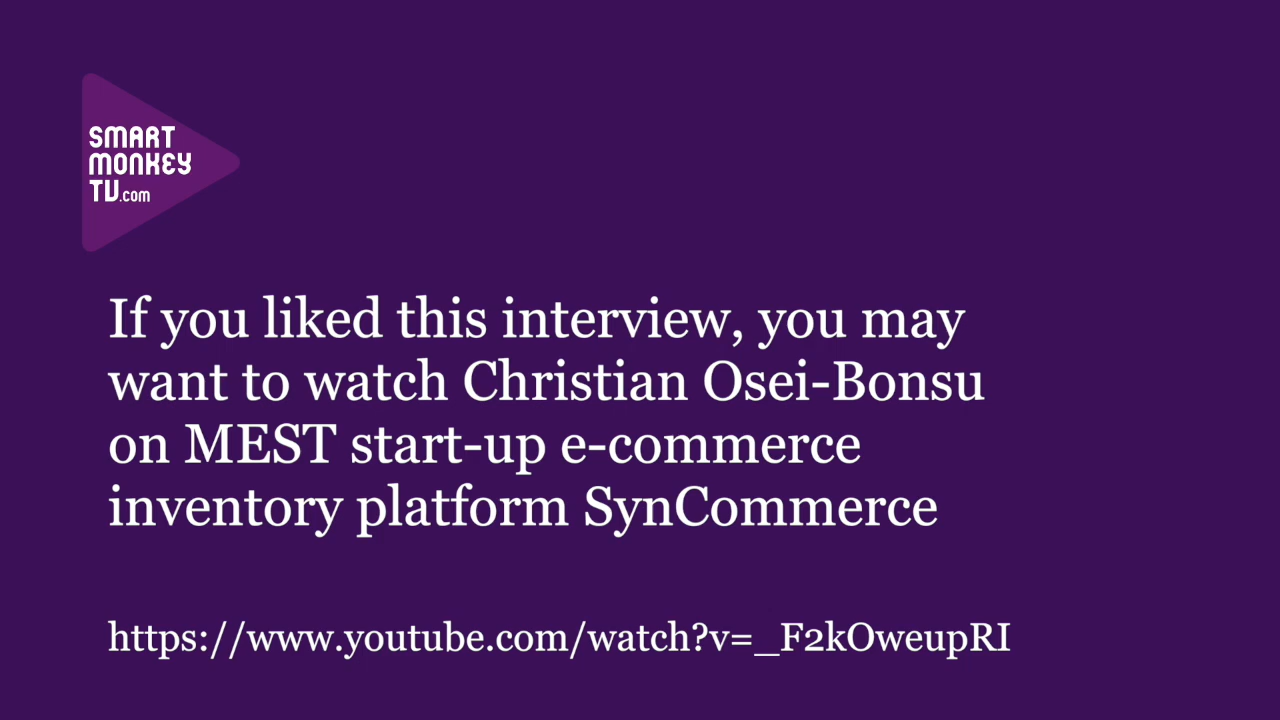 SMART
MONKEY
TV.com
If you liked this interview, you may
want to watch Christian Osei-Bonsu
on MEST start-up e-commerce
inventory platform SynCommerce
https://www.youtube.com/watch?v=_F2kOweupRI